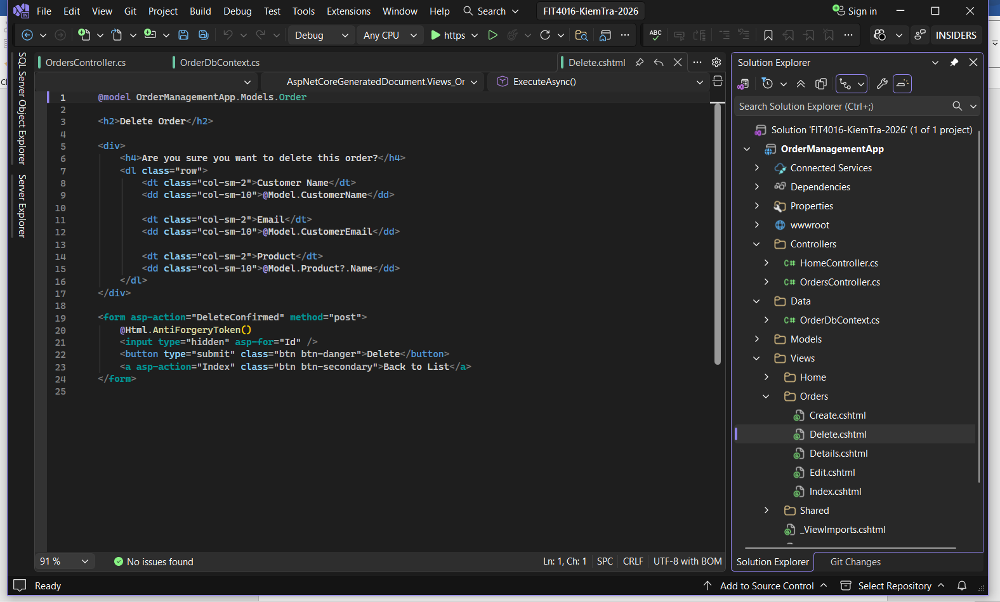 File Edit View Git Project Build Debug Test Tools Extensions Window Help Search FIT4016-KiemTra-2026 Sign in
Debug Any CPU https ABC INSIDERS
SQL Server Object Explorer
Server Explorer
OrdersController.cs OrderDbContext.cs Delete.cshtml
AspNetCoreGeneratedDocument.Views_Or ExecuteAsync()
1 @model OrderManagementApp.Models.Order
2
3 <h2>Delete Order</h2>
4
5 <div>
6 <h4>Are you sure you want to delete this order?</h4>
7 <dl class="row">
8 <dt class="col-sm-2">Customer Name</dt>
9 <dd class="col-sm-10">@Model.CustomerName</dd>
10
11 <dt class="col-sm-2">Email</dt>
12 <dd class="col-sm-10">@Model.CustomerEmail</dd>
13
14 <dt class="col-sm-2">Product</dt>
15 <dd class="col-sm-10">@Model.Product?.Name</dd>
16 </dl>
17 </div>
18
19 <form asp-action="DeleteConfirmed" method="post">
20 @Html.AntiForgeryToken()
21 <input type="hidden" asp-for="Id" />
22 <button type="submit" class="btn btn-danger">Delete</button>
23 <a asp-action="Index" class="btn btn-secondary">Back to List</a>
24 </form>
25
91 % No issues found Ln: 1, Ch: 1 SPC CRLF UTF-8 with BOM
Solution Explorer
Search Solution Explorer (Ctrl+;)
Solution 'FIT4016-KiemTra-2026' (1 of 1 project)
OrderManagementApp
Connected Services
Dependencies
Properties
wwwroot
Controllers
C# HomeController.cs
C# OrdersController.cs
Data
C# OrderDbContext.cs
Models
Views
Home
Orders
Create.cshtml
Delete.cshtml
Details.cshtml
Edit.cshtml
Index.cshtml
Shared
_ViewImports.cshtml
Solution Explorer Git Changes
Ready Add to Source Control Select Repository